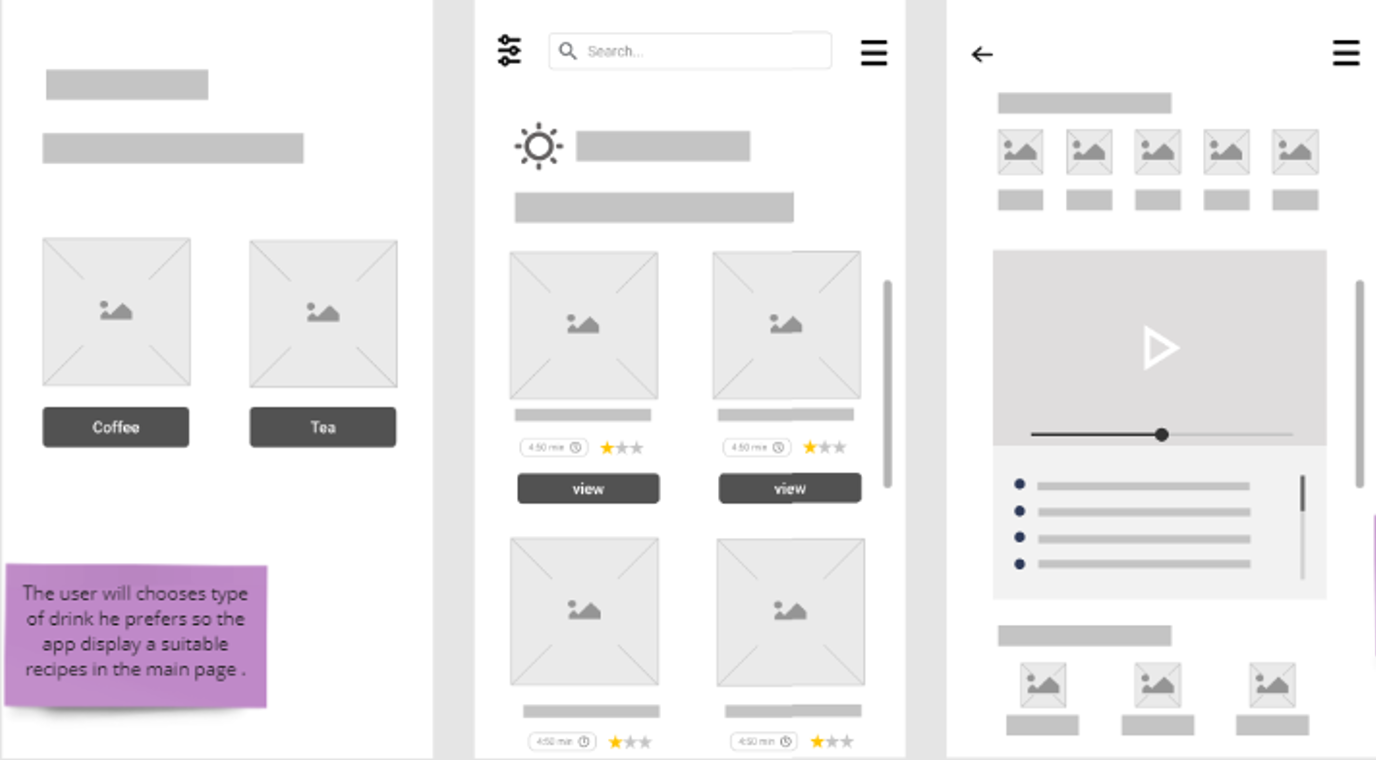 Coffee
Tea
The user will chooses type
of drink he prefers so the
app display a suitable
recipes in the main page .
Search...
4:50 min
4:50 min
view
view
4:50 min
4:50 min